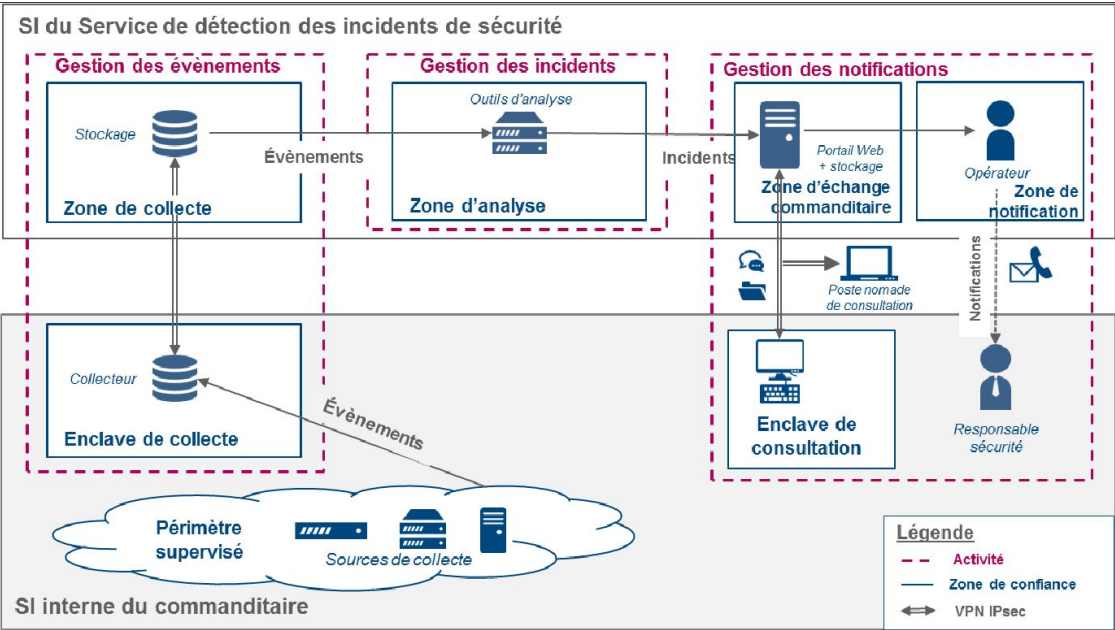 SI du Service de détection des incidents de sécurité
Gestion des évènements
Gestion des incidents
Gestion des notifications
Stockage
Zone de collecte
Évènements
Outils d'analyse
Zone d'analyse
Incidents
Portail Web
+ stockage
Zone d'échange
commanditaire
Opérateur
Zone de
notification
Poste nomade
de consultation
Notifications
Collecteur
Enclave de collecte
Évènements
Enclave de
consultation
Responsable
sécurité
Périmètre
supervisé
Sources de collecte
SI interne du commanditaire
Légende
Activité
Zone de confiance
VPN IPsec